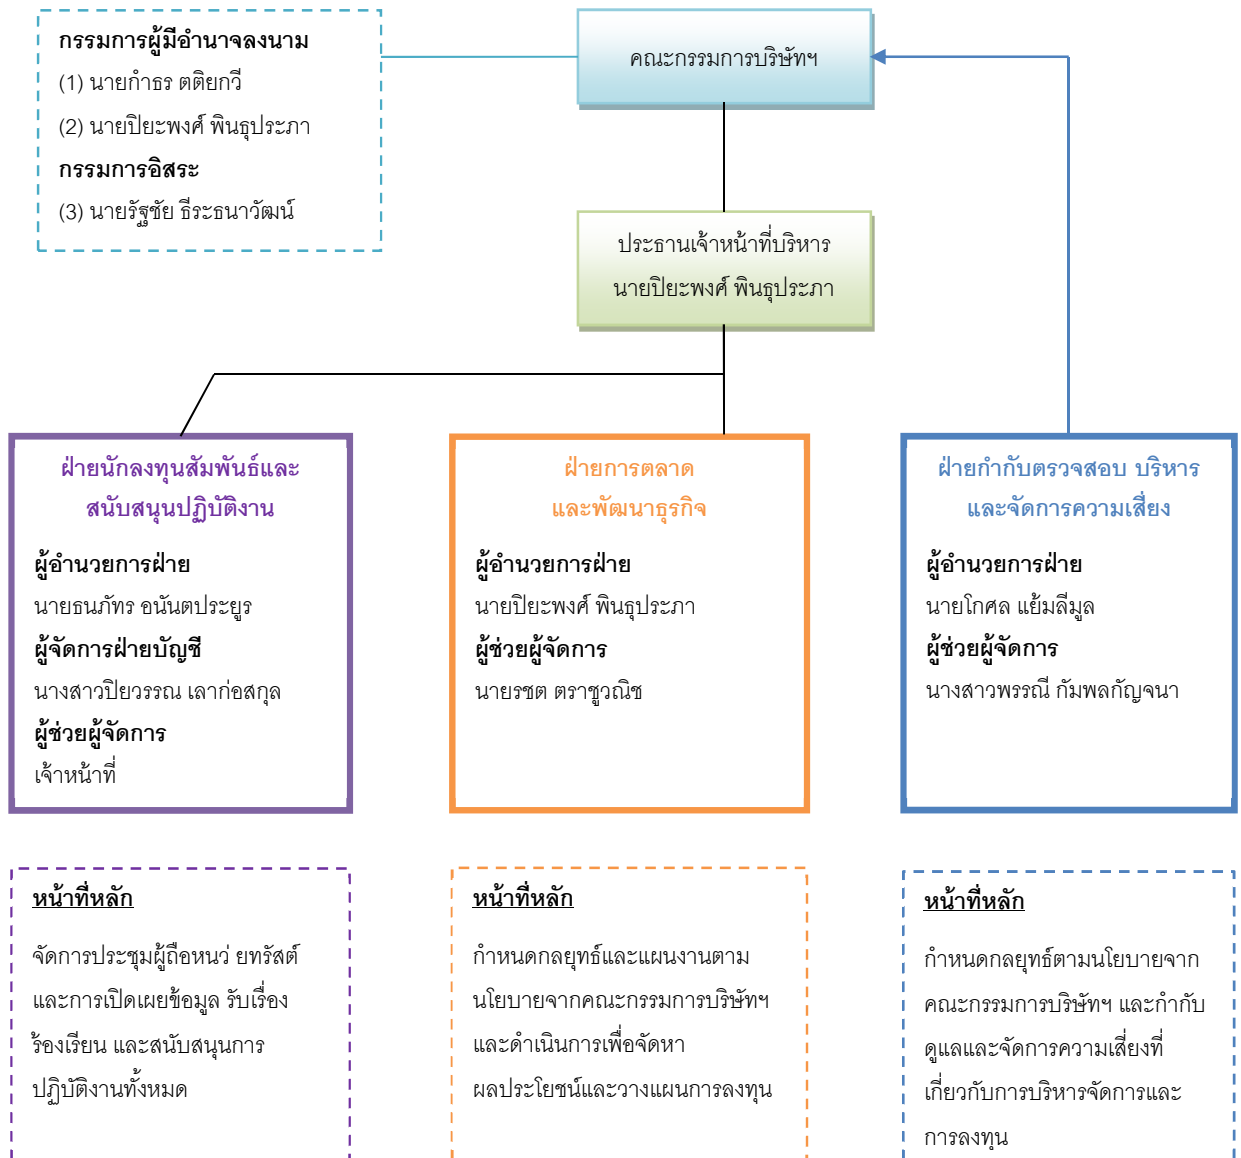 กรรมการผู้มีอำนาจลงนาม
(1) นายกำธร ตติยกวี
(2) นายปิยะพงศ์ พินธุประภา
กรรมการอิสระ
(3) นายรัฐชัย ธีระธนาวัฒน์
คณะกรรมการบริษัทฯ
ประธานเจ้าหน้าที่บริหาร
นายปิยะพงศ์ พินธุประภา
ฝ่ายนักลงทุนสัมพันธ์และ
สนับสนุนปฏิบัติงาน
ผู้อำนวยการฝ่าย
นายธนภัทร อนันตประยูร
ผู้จัดการฝ่ายบัญชี
นางสาวปิยวรรณ เลาก่อสกุล
ผู้ช่วยผู้จัดการ
เจ้าหน้าที่
ฝ่ายการตลาด
และพัฒนาธุรกิจ
ผู้อำนวยการฝ่าย
นายปิยะพงศ์ พินธุประภา
ผู้ช่วยผู้จัดการ
นายรชต ตราชูวณิช
ฝ่ายกำกับตรวจสอบ บริหาร
และจัดการความเสี่ยง
ผู้อำนวยการฝ่าย
นายโกศล แย้มลีมูล
ผู้ช่วยผู้จัดการ
นางสาวพรรณี กัมพลกัญจนา
หน้าที่หลัก
จัดการประชุมผู้ถือหนว่ ยทรัสต์
และการเปิดเผยข้อมูล รับเรื่อง
ร้องเรียน และสนับสนุนการ
ปฏิบัติงานทั้งหมด
หน้าที่หลัก
กำหนดกลยุทธ์และแผนงานตาม
นโยบายจากคณะกรรมการบริษัทฯ
และดำเนินการเพื่อจัดหา
ผลประโยชน์และวางแผนการลงทุน
หน้าที่หลัก
กำหนดกลยุทธ์ตามนโยบายจาก
คณะกรรมการบริษัทฯ และกำกับ
ดูแลและจัดการความเสี่ยงที่
เกี่ยวกับการบริหารจัดการและ
การลงทุน